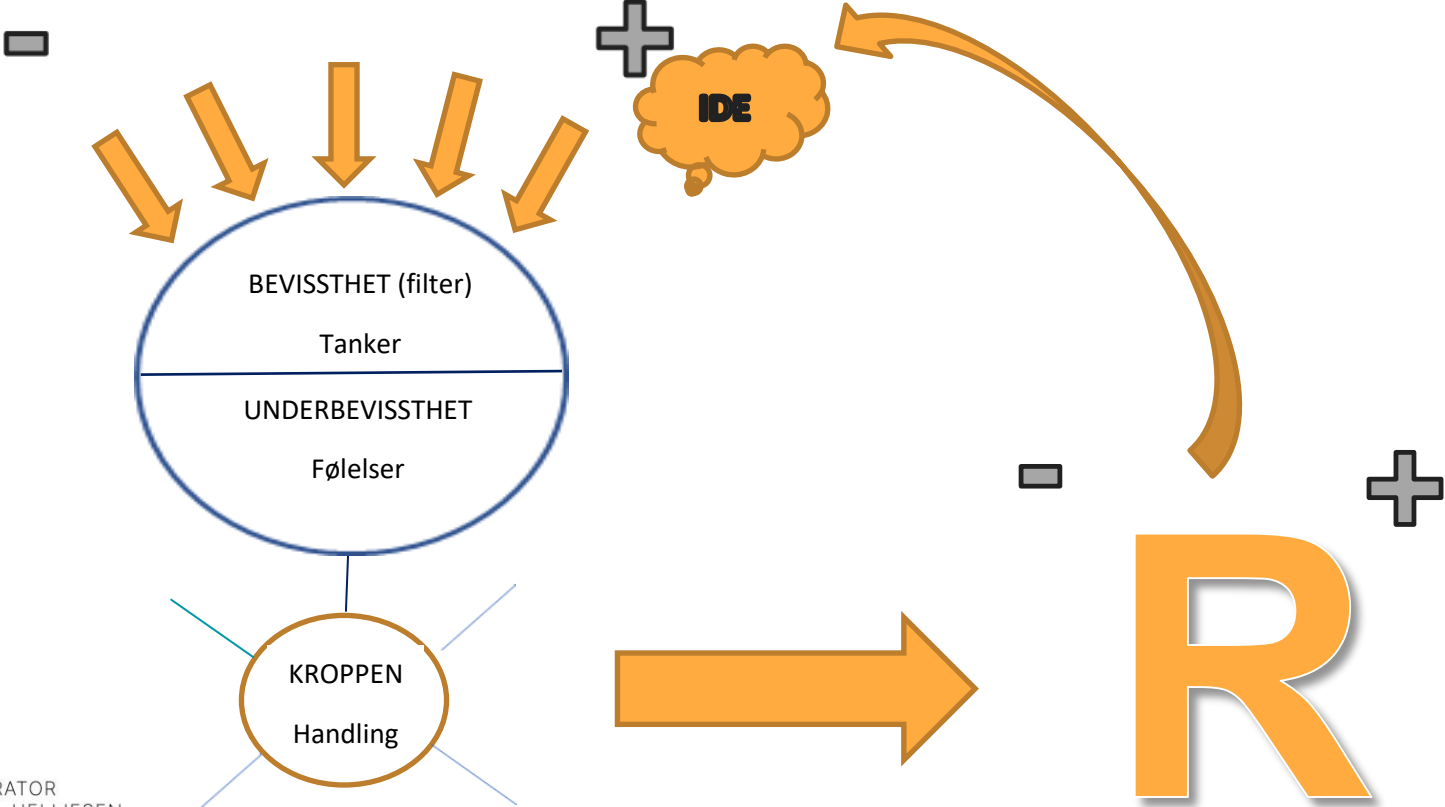 IDE
BEVISSTHET (filter)
Tanker
UNDERBEVISSTHET
Følelser
KROPPEN
Handling
R